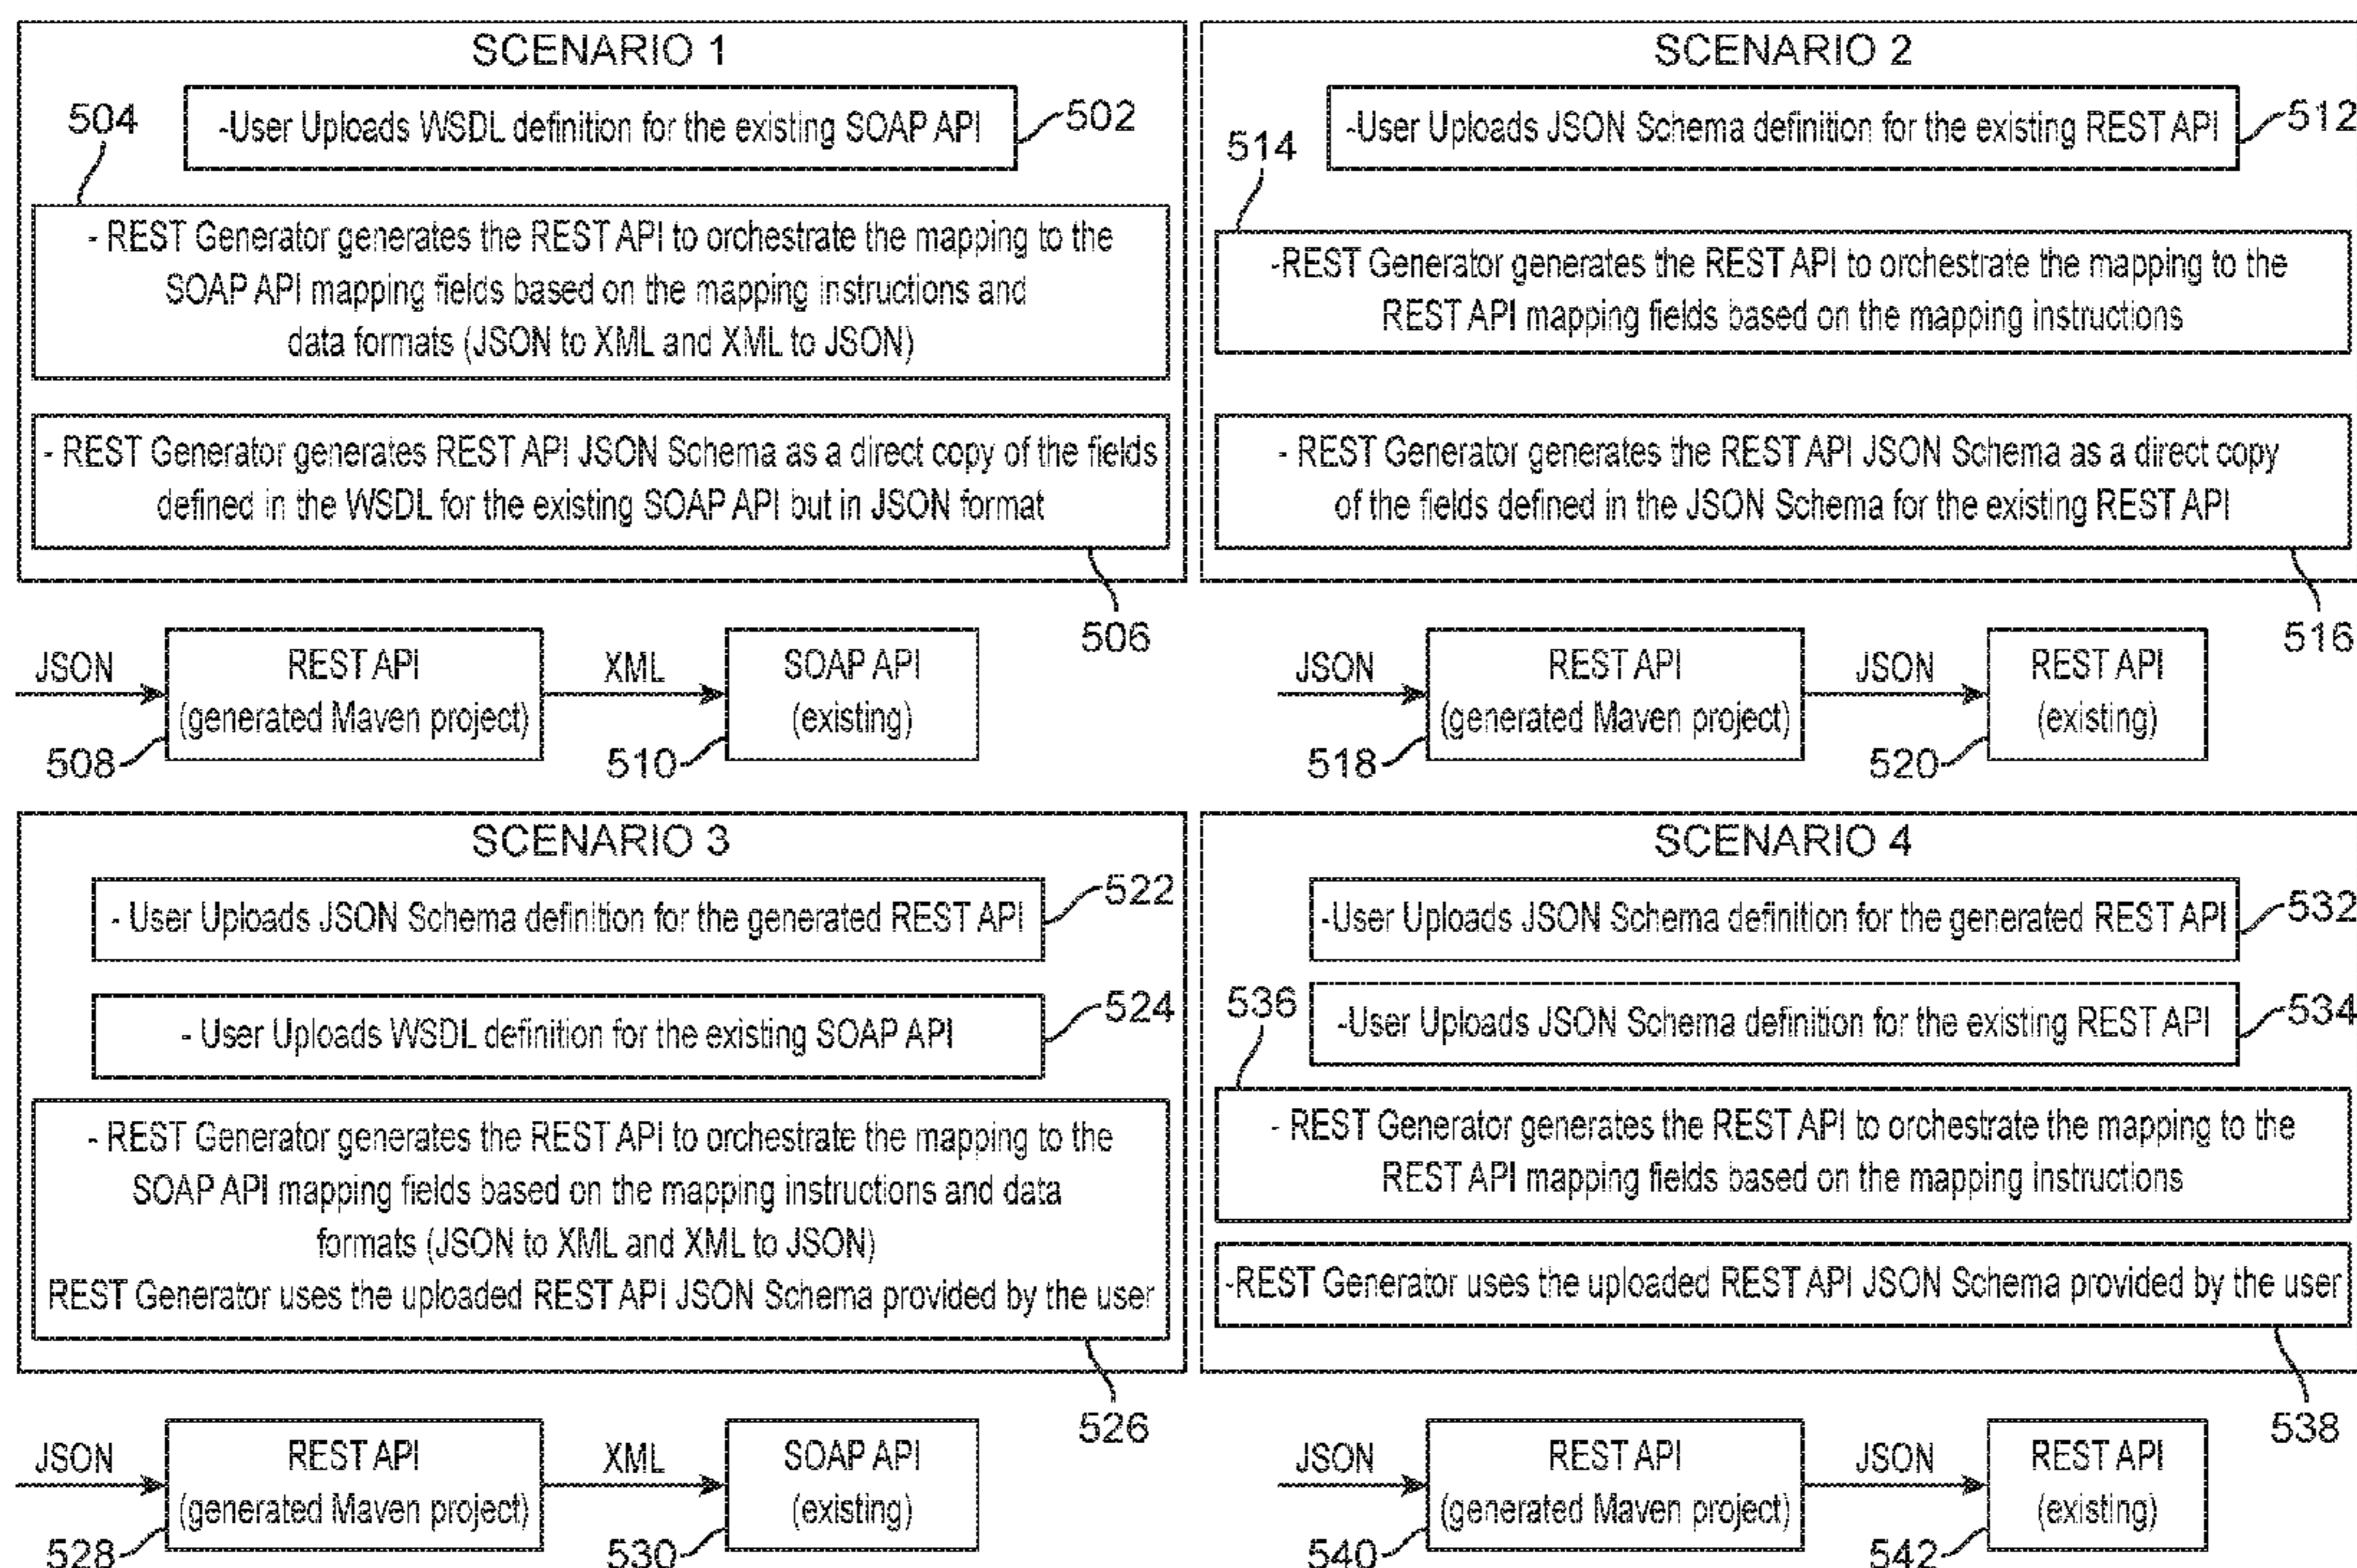 SCENARIO 1
502
-User Uploads WSDL definition for the existing SOAP API
504
- REST Generator generates the REST API to orchestrate the mapping to the
SOAP API mapping fields based on the mapping instructions and
data formats (JSON to XML and XML to JSON)
- REST Generator generates REST API JSON Schema as a direct copy of the fields
defined in the WSDL for the existing SOAP API but in JSON format
506
JSON
REST API
(generated Maven project)
508
XML
SOAP API
(existing)
510
SCENARIO 2
-User Uploads JSON Schema definition for the existing REST API
512
514
-REST Generator generates the REST API to orchestrate the mapping to the
REST API mapping fields based on the mapping instructions
- REST Generator generates the REST API JSON Schema as a direct copy
of the fields defined in the JSON Schema for the existing REST API
516
JSON
REST API
(generated Maven project)
518
JSON
REST API
(existing)
520
SCENARIO 3
- User Uploads JSON Schema definition for the generated REST API
522
- User Uploads WSDL definition for the existing SOAP API
524
- REST Generator generates the REST API to orchestrate the mapping to the
SOAP API mapping fields based on the mapping instructions and data
formats (JSON to XML and XML to JSON)
REST Generator uses the uploaded REST API JSON Schema provided by the user
526
JSON
REST API
(generated Maven project)
528
XML
SOAP API
(existing)
530
SCENARIO 4
-User Uploads JSON Schema definition for the generated REST API
532
-User Uploads JSON Schema definition for the existing REST API
534
536
- REST Generator generates the REST API to orchestrate the mapping to the
REST API mapping fields based on the mapping instructions
-REST Generator uses the uploaded REST API JSON Schema provided by the user
538
JSON
REST API
(generated Maven project)
540
JSON
REST API
(existing)
542